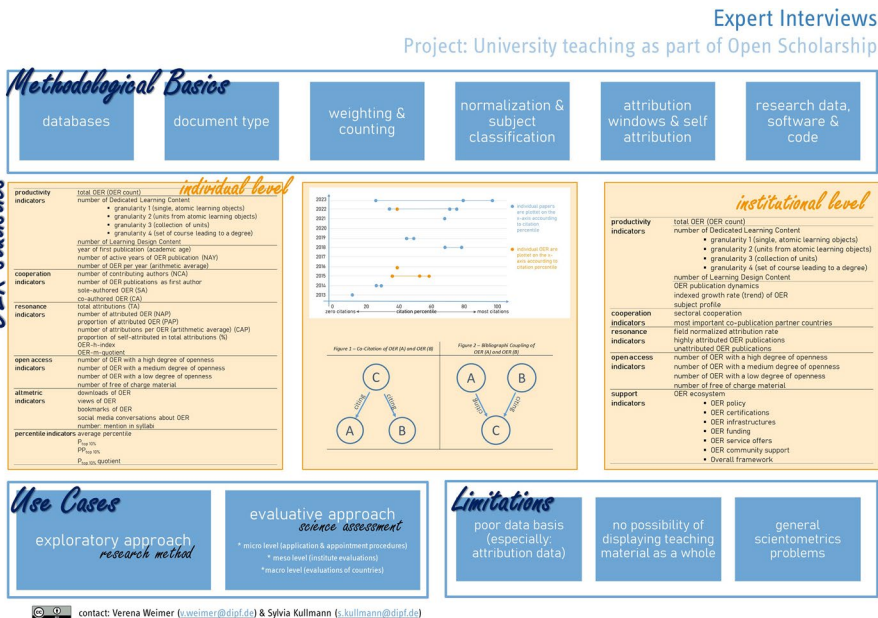 Expert Interviews
Project: University teaching as part of Open Scholarship
Methodological Basics
databases
document type
weighting &
counting
normalization &
subject
classification
attribution
windows & self
attribution
research data,
software &
code
individual level
productivity
indicators
total OER (OER count)
number of Dedicated Learning Content
• granularity 1 (single, atomic learning objects)
• granularity 2 (units from atomic learning objects)
• granularity 3 (collection of units)
• granularity 4 (set of course leading to a degree)
number of Learning Design Content
year of first publication (academic age)
number of active years of OER publication (NAY)
number of OER per year (arithmetic average)
cooperation
indicators
number of contributing authors (NCA)
number of OER publications as first author
sole-authored OER (SA)
co-authored OER (CA)
resonance
indicators
total attributions (TA)
number of attributed OER (NAP)
proportion of attributed OER (PAP)
number of attributions per OER (artithmetic average) (CAP)
proportion of self-attributed in total attributions (%)
OER-h-index
OER-m-quotient
open access
indicators
number of OER with a high degree of openness
number of OER with a medium degree of openness
number of OER with a low degree of openness
number of free of charge material
altmetric
indicators
downloads of OER
views of OER
bookmarks of OER
social media conversations about OER
number: mention in syllabi
percentile indicators average percentile
P top 10%
PP top 10%
P top 10% quotient
2023
2022
2021
2020
2019
2018
2017
2016
2015
2014
2013
0 20 40 60 80 100
zero citations citation percentile most citations
individual papers
are plotted on the
x-axis accounting
to citation
percentile
individual OER are
plotted on the x-
axis accounting to
citation percentile
Figure 1 – Co-Citation of OER (A) and OER (B)
C
citing
citing
A
B
Figure 2 – Bibliographi Coupling of
OER (A) and OER (B)
A
B
citing
citing
C
institutional level
productivity
indicators
total OER (OER count)
number of Dedicated Learning Content
• granularity 1 (single, atomic learning objects)
• granularity 2 (units from atomic learning objects)
• granularity 3 (collection of units)
• granularity 4 (set of course leading to a degree)
number of Learning Design Content
OER publication dynamics
indexed growth rate (trend) of OER
subject profile
cooperation
indicators
sectoral cooperation
most important co-publication partner countries
resonance
indicators
field normalized attribution rate
highly attributed OER publications
unattributed OER publications
open access
indicators
number of OER with a high degree of openness
number of OER with a medium degree of openness
number of OER with a low degree of openness
number of free of charge material
support
indicators
OER ecosystem
• OER policy
• OER certifications
• OER infrastructures
• OER funding
• OER service offers
• OER community support
• Overall framework
Use Cases
exploratory approach
research method
evaluative approach
science assessment
* micro level (application & appointment procedures)
* meso level (institute evaluations)
*macro level (evaluations of countries)
Limitations
poor data basis
(especially:
attribution data)
no possibility of
displaying teaching
material as a whole
general
scientometrics
problems
contact: Verena Weimer (v.weimer@dipf.de) & Sylvia Kullmann (s.kullmann@dipf.de)